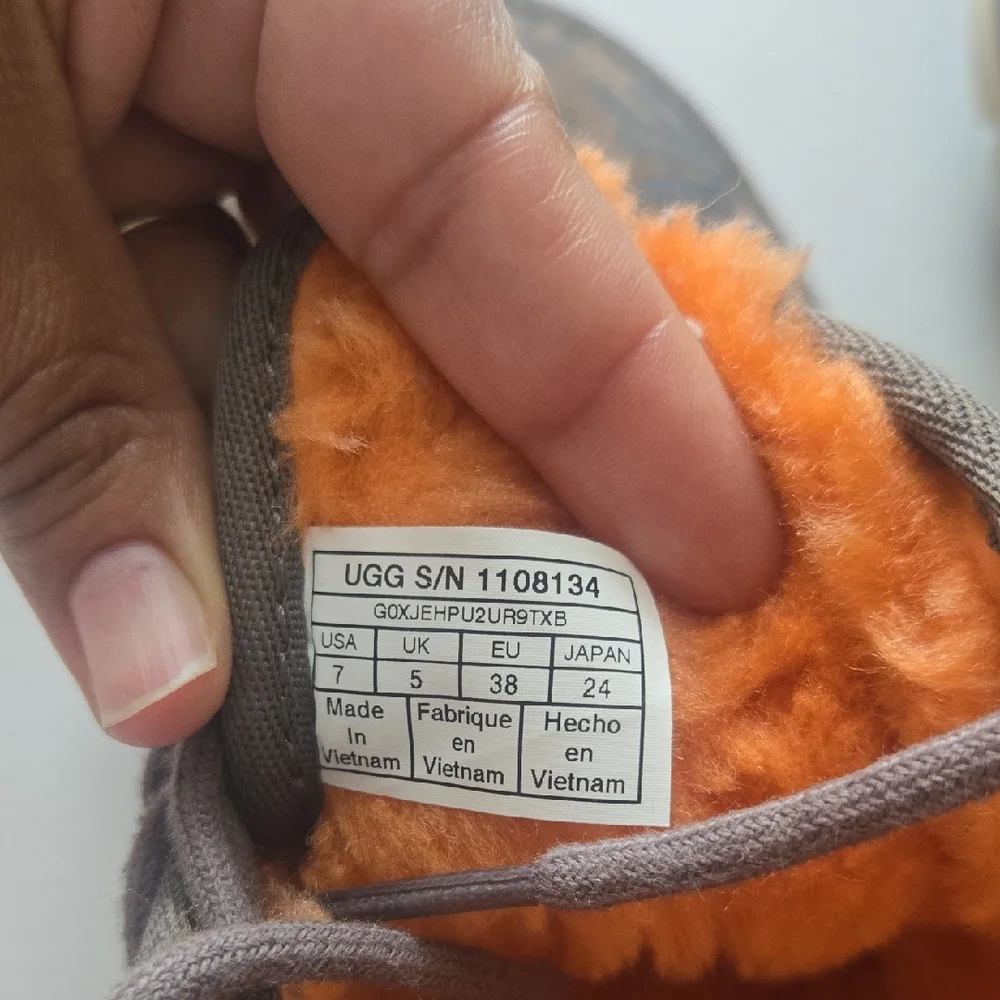 UGG S/N 1108134
G0XJEHPU2UR9TXB
USA UK EU JAPAN
7 5 38 24
Made Fabrique Hecho
In en en
Vietnam Vietnam Vietnam